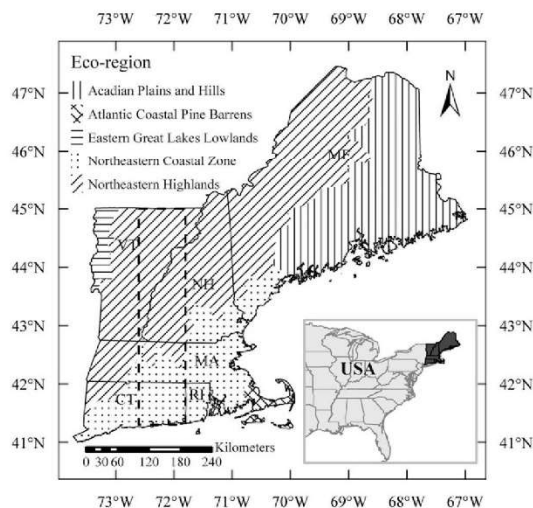 73°W 72°W 71°W 70°W 69°W 68°W 67°W
Eco-region
Acadian Plains and Hills
Atlantic Coastal Pine Barrens
Eastern Great Lakes Lowlands
Northeastern Coastal Zone
Northeastern Highlands
N
47°N 47°N
46°N 46°N
45°N 45°N
44°N 44°N
43°N 43°N
42°N 42°N
41°N 41°N
ME
VT
NH
MA
CT RI
USA
Kilometers
0 30 60 120 180 240
73°W 72°W 71°W 70°W 69°W 68°W 67°W